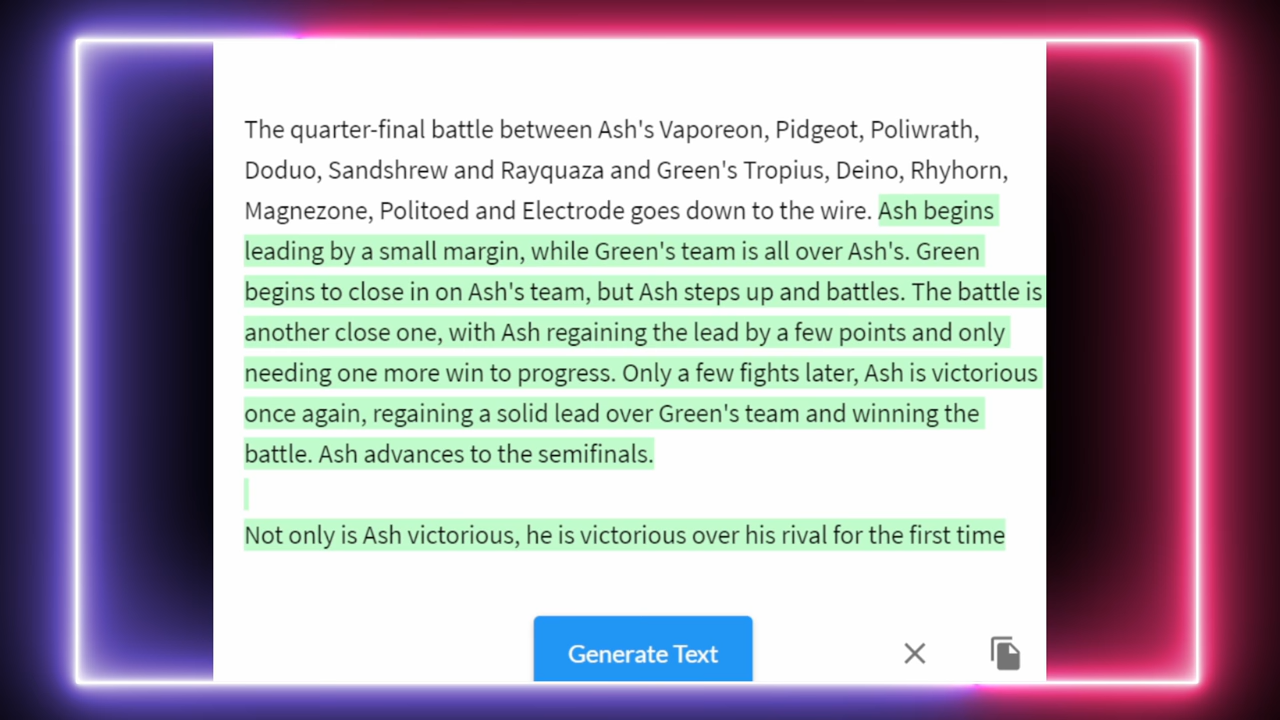 The quarter-final battle between Ash's Vaporeon, Pidgeot, Poliwrath,
Doduo, Sandshrew and Rayquaza and Green's Tropius, Deino, Rhyhorn,
Magnezone, Politoed and Electrode goes down to the wire. Ash begins
leading by a small margin, while Green's team is all over Ash's. Green
begins to close in on Ash's team, but Ash steps up and battles. The battle is
another close one, with Ash regaining the lead by a few points and only
needing one more win to progress. Only a few fights later, Ash is victorious
once again, regaining a solid lead over Green's team and winning the
battle. Ash advances to the semifinals.
Not only is Ash victorious, he is victorious over his rival for the first time
Generate Text